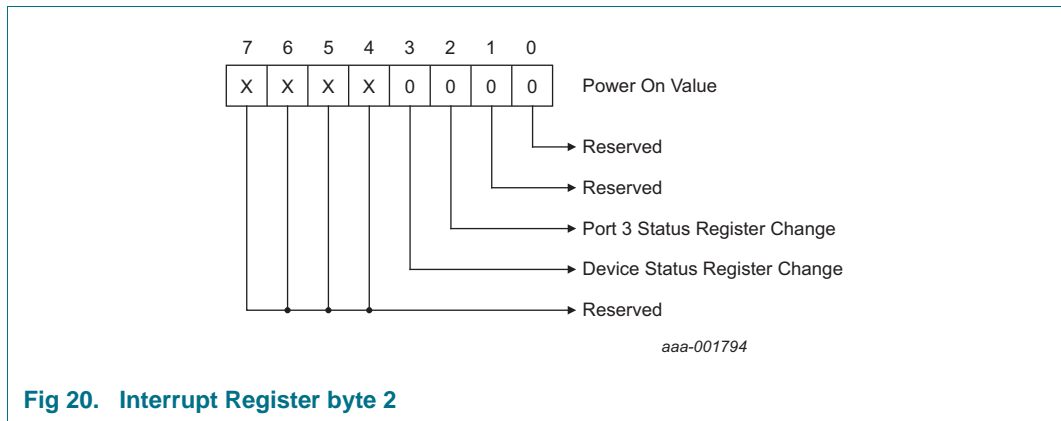 7 6 5 4 3 2 1 0
X X X X 0 0 0 0 Power On Value
Reserved
Reserved
Port 3 Status Register Change
Device Status Register Change
Reserved
aaa-001794
Fig 20. Interrupt Register byte 2